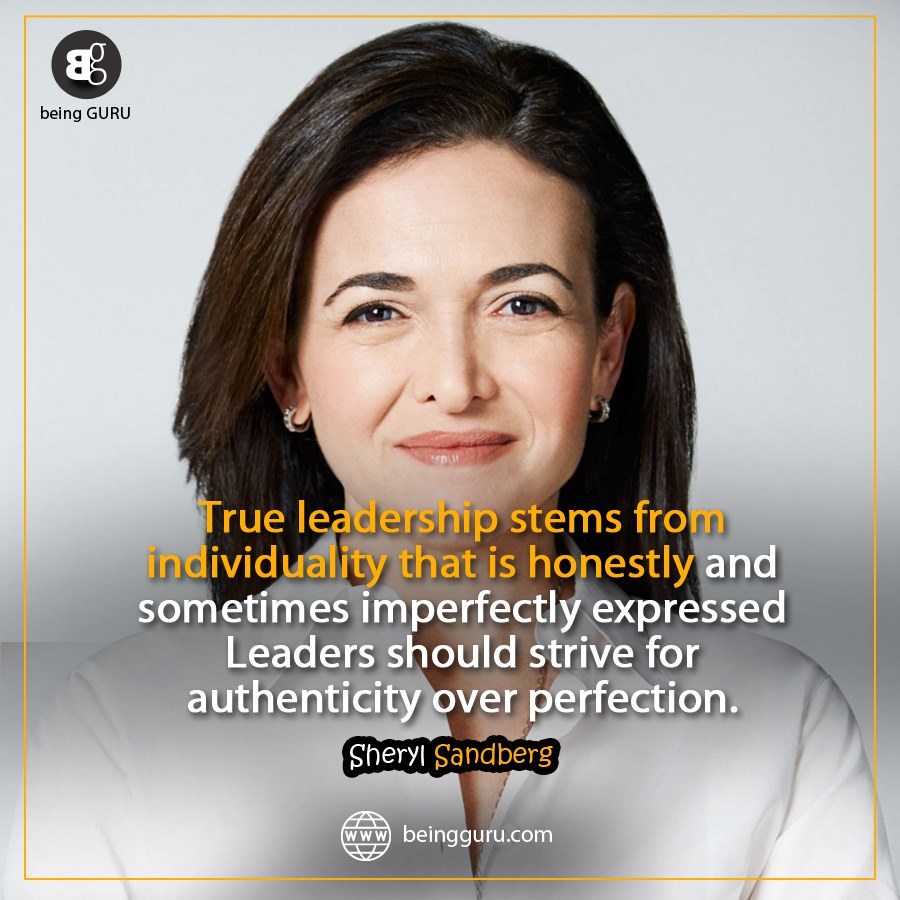 Bg
being GURU
True leadership stems from
individuality that is honestly and
sometimes imperfectly expressed
Leaders should strive for
authenticity over perfection.
Sheryl Sandberg
www beingguru.com